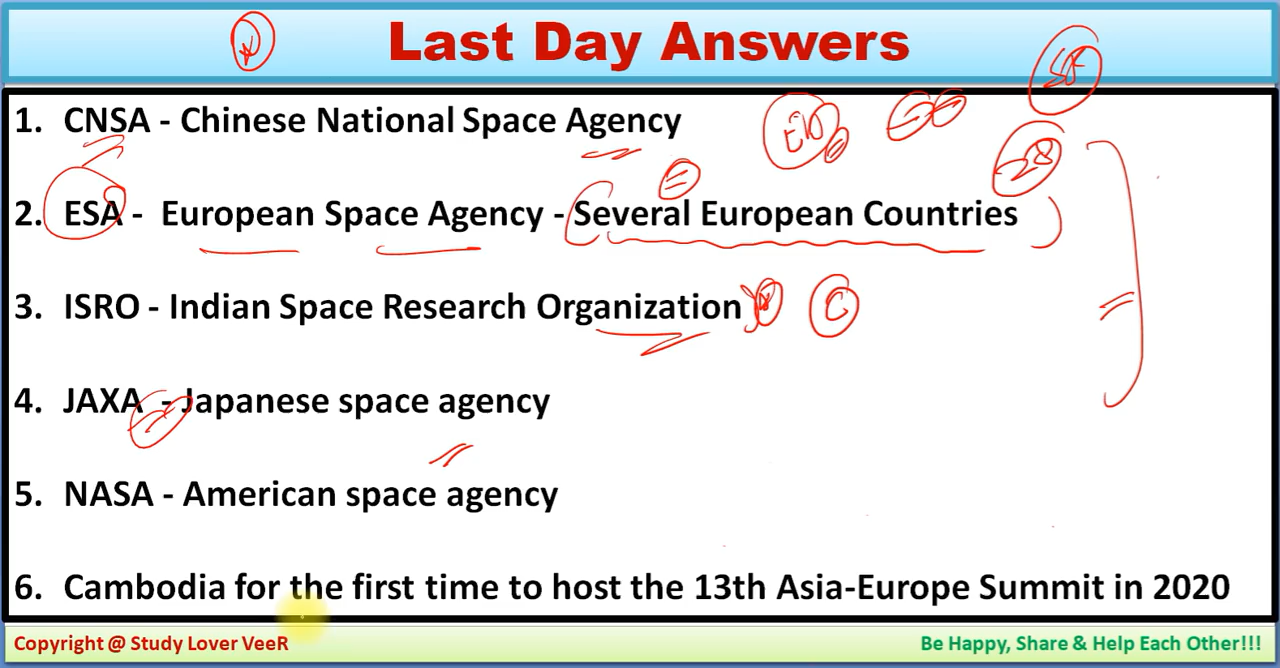 Last Day Answers
1. CNSA - Chinese National Space Agency
2. ESA - European Space Agency - Several European Countries
28
3. ISRO - Indian Space Research Organization
C
4. JAXA - Japanese space agency
5. NASA - American space agency
6. Cambodia for the first time to host the 13th Asia-Europe Summit in 2020
Copyright @ Study Lover VeeR
Be Happy, Share & Help Each Other!!!